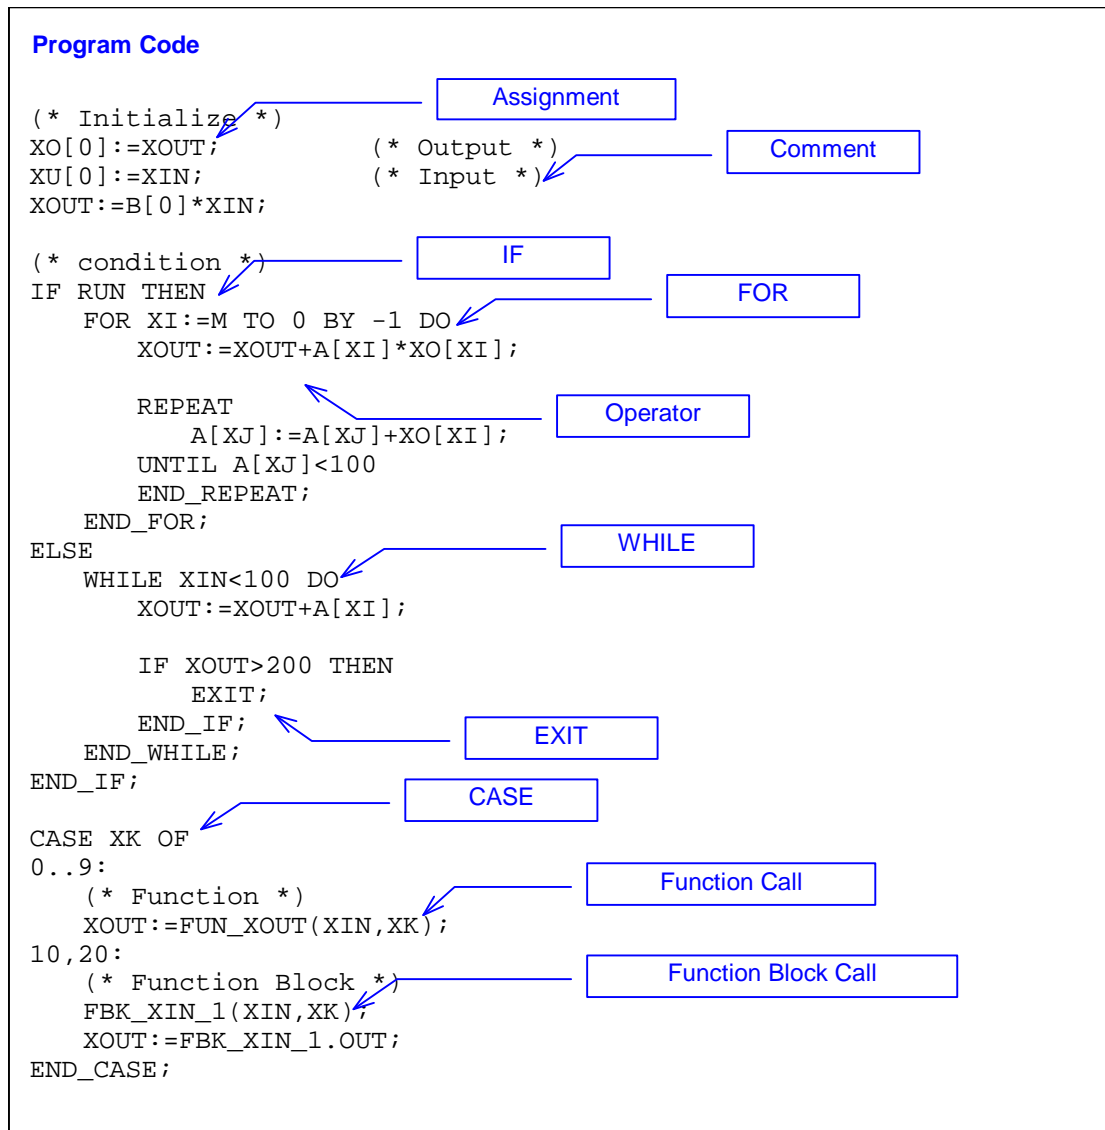 Program Code
Assignment
(* Initialize *)
XO[0]:=XOUT; (* Output *)
Comment
XU[0]:=XIN; (* Input *)
XOUT:=B[0]*XIN;
IF
(* condition *)
IF RUN THEN
FOR
FOR XI:=M TO 0 BY -1 DO
XOUT:=XOUT+A[XI]*XO[XI];
REPEAT
Operator
A[XJ]:=A[XJ]+XO[XI];
UNTIL A[XJ]<100
END_REPEAT;
END_FOR;
WHILE
ELSE
WHILE XIN<100 DO
XOUT:=XOUT+A[XI];
IF XOUT>200 THEN
EXIT;
END_IF;
EXIT
END_WHILE;
END_IF;
CASE
CASE XK OF
0..9:
Function Call
(* Function *)
XOUT:=FUN_XOUT(XIN,XK);
10,20:
Function Block Call
(* Function Block *)
FBK_XIN_1(XIN,XK);
XOUT:=FBK_XIN_1.OUT;
END_CASE;